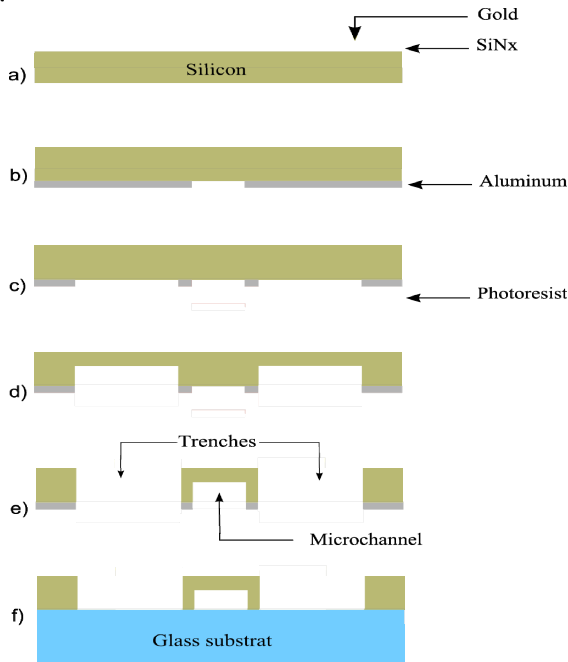 Gold
SiNx
Silicon
a)
b)
Aluminum
c)
Photoresist
d)
Trenches
e)
Microchannel
f)
Glass substrat